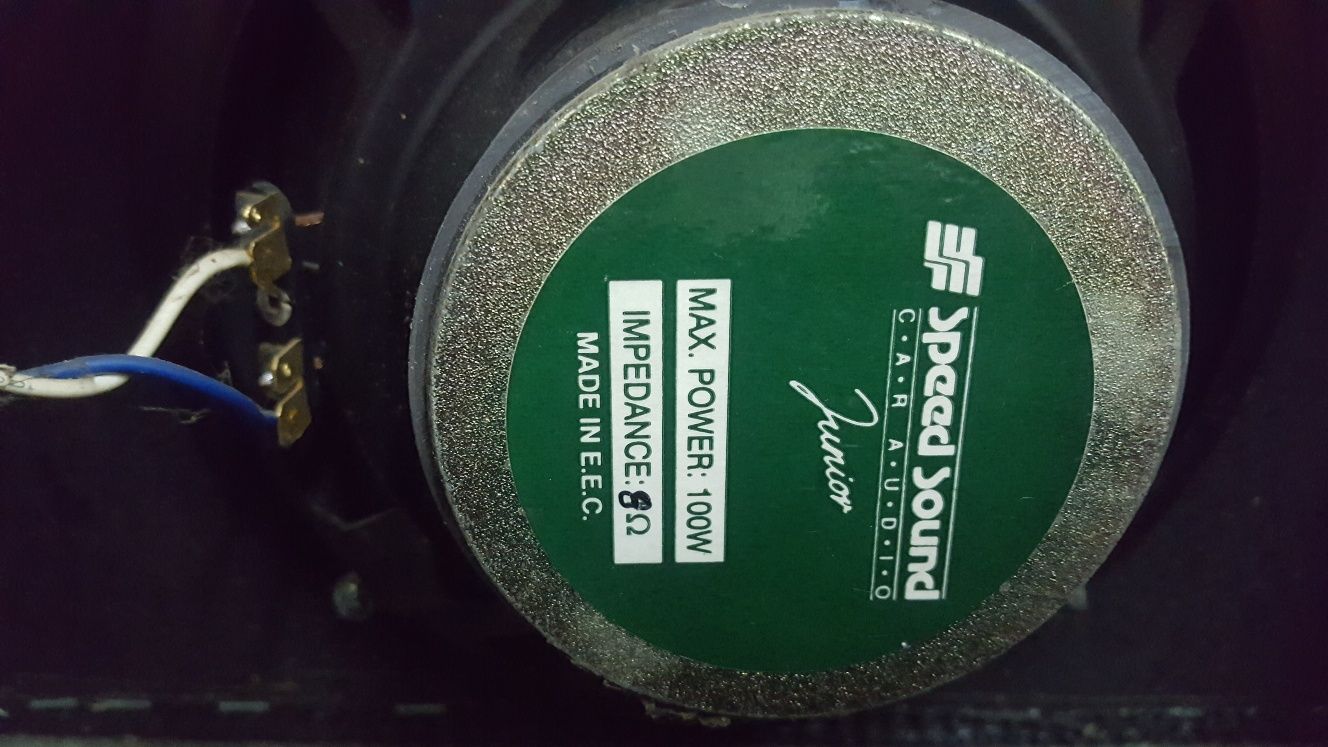 Speed Sound
C·A·R A·U·D·I·O
Junior
MAX. POWER: 100W
IMPEDANCE: 8Ω
MADE IN E.E.C.